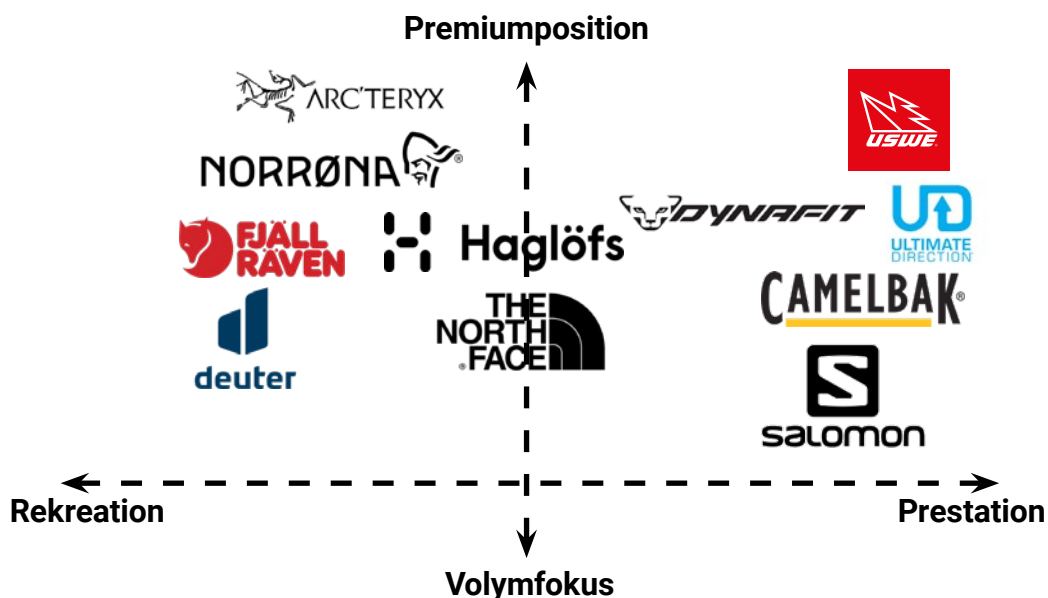 Premiumposition
ARC'TERYX
NORRØNA®
USWE
DYNAFIT
UD
ULTIMATE
DIRECTION
FJÄLL
RÄVEN
Haglöfs
CAMELBAK®
THE
NORTH
FACE®
deuter
S
SALOMON
Rekreation
Prestation
Volymfokus